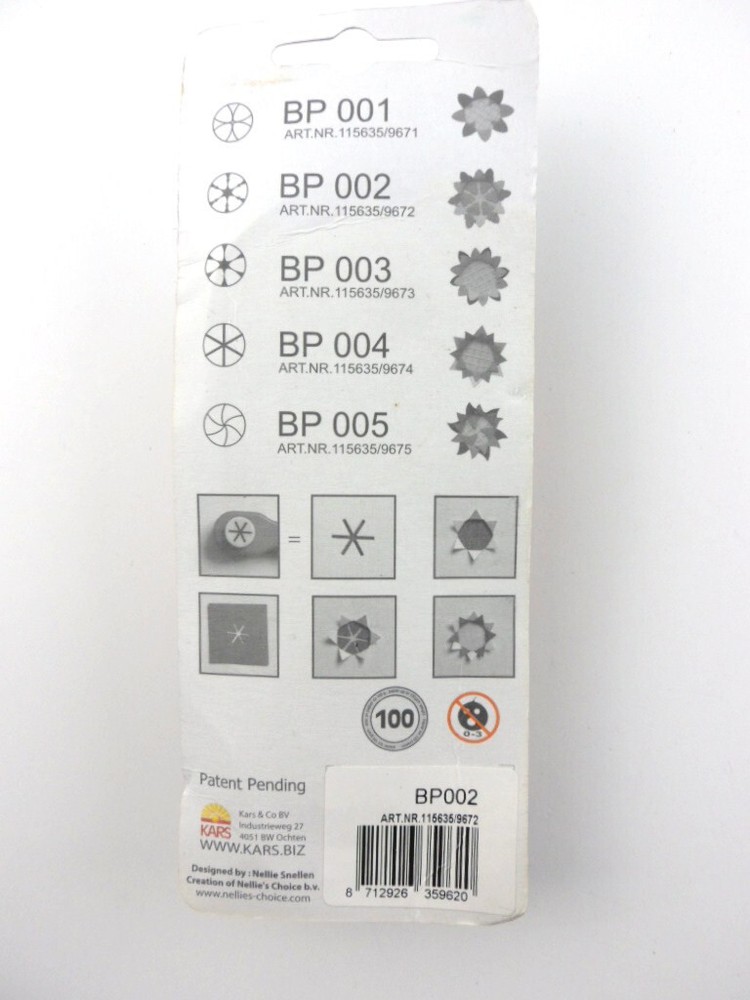 BP 001
ART.NR.115635/9671
BP 002
ART.NR.115635/9672
BP 003
ART.NR.115635/9673
BP 004
ART.NR.115635/9674
BP 005
ART.NR.115635/9675
=
100
0-3
Patent Pending
KARS
Kars & Co BV
Industrieweg 27
4051 BW Ochten
WWW.KARS.BIZ
Designed by : Nellie Snellen
Creation of Nellie's Choice b.v.
www.nellies-choice.com
BP002
ART.NR.115635/9672
8 712926 359620